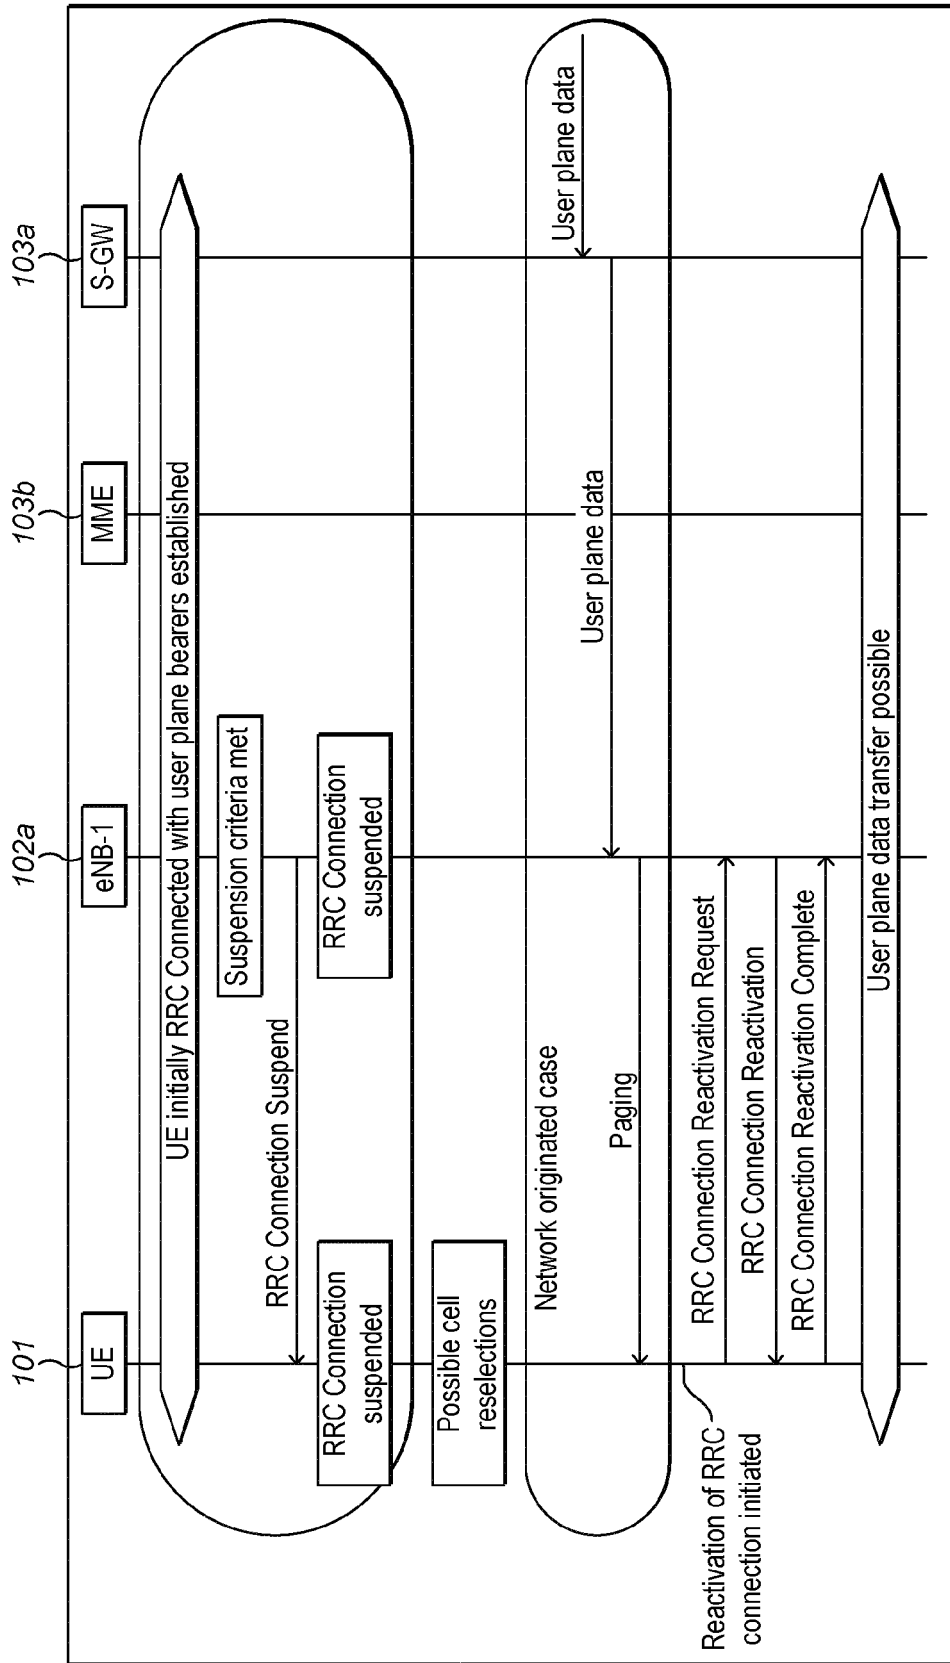 101
102a
103b
103a
UE
eNB-1
MME
S-GW
UE initially RRC Connected with user plane bearers established
Suspension criteria met
RRC Connection Suspend
RRC Connection
suspended
RRC Connection
suspended
Possible cell
reselections
Network originated case
User plane data
User plane data
Paging
Reactivation of RRC
connection initiated
RRC Connection Reactivation Request
RRC Connection Reactivation
RRC Connection Reactivation Complete
User plane data transfer possible